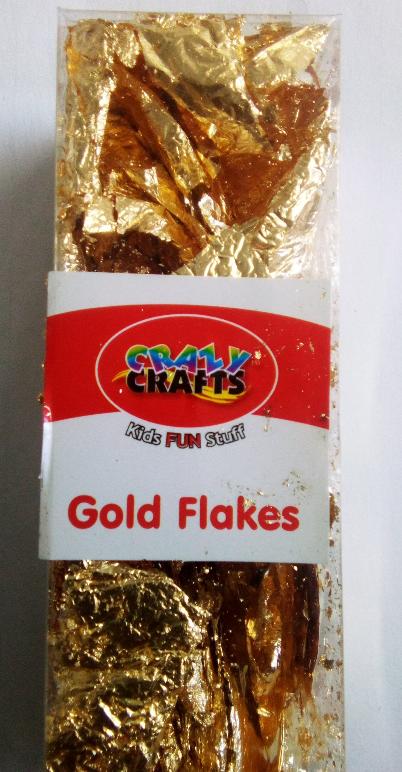 CRAZY
CRAFTS
Kids FUN Stuff
Gold Flakes